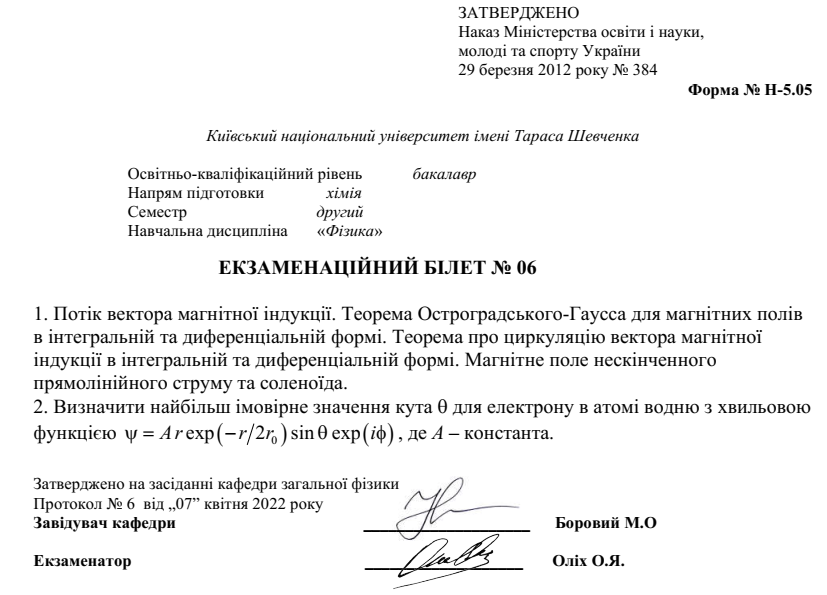 ЗАТВЕРДЖЕНО
Наказ Міністерства освіти і науки,
молоді та спорту України
29 березня 2012 року № 384
Форма № Н-5.05
Київський національний університет імені Тараса Шевченка
Освітньо-кваліфікаційний рівень бакалавр
Напрям підготовки хімія
Семестр другий
Навчальна дисципліна «Фізика»
ЕКЗАМЕНАЦІЙНИЙ БІЛЕТ № 06
1. Потік вектора магнітної індукції. Теорема Остроградського-Гаусса для магнітних полів
в інтегральній та диференціальній формі. Теорема про циркуляцію вектора магнітної
індукції в інтегральній та диференціальній формі. Магнітне поле нескінченного
прямолінійного струму та соленоїда.
2. Визначити найбільш імовірне значення кута θ для електрону в атомі водню з хвильовою
функцією ψ = A r exp(−r/2r₀) sin θ exp(iϕ), де A – константа.
Затверджено на засіданні кафедри загальної фізики
Протокол № 6 від „07” квітня 2022 року
Завідувач кафедри Боровий М.О
Екзаменатор Оліх О.Я.